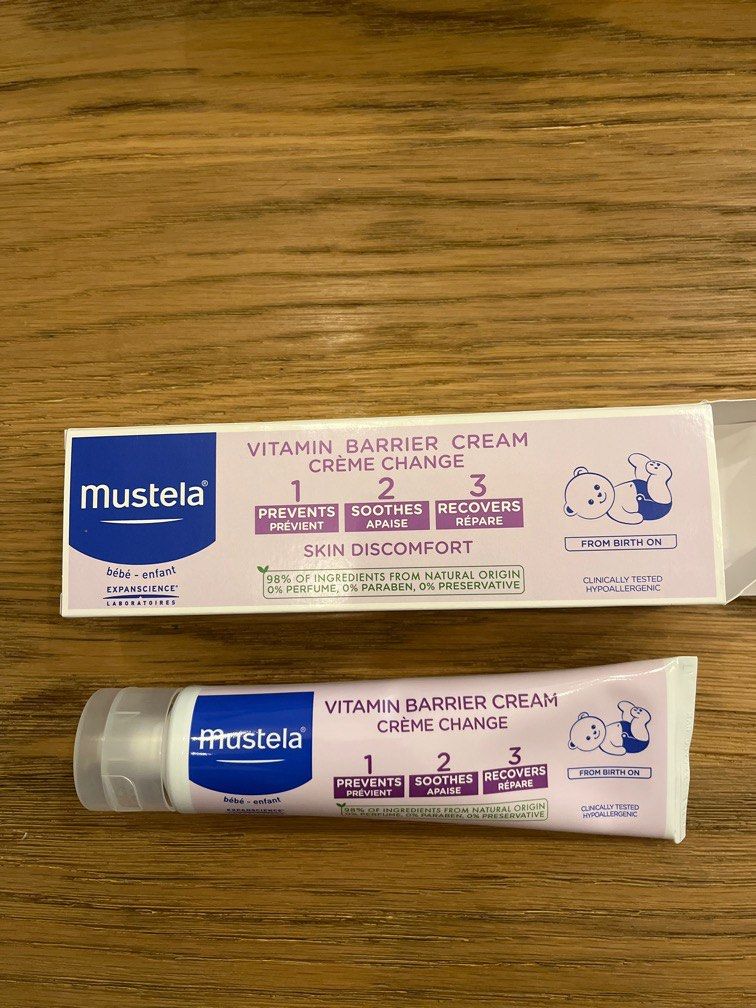 VITAMIN BARRIER CREAM
CRÈME CHANGE
mustela®
bébé - enfant
EXPANSCIENCE®
LABORATOIRES
1 2 3
PREVENTS SOOTHES RECOVERS
PRÉVIENT APAISE RÉPARE
SKIN DISCOMFORT
98% OF INGREDIENTS FROM NATURAL ORIGIN
0% PERFUME, 0% PARABEN, 0% PRESERVATIVE
FROM BIRTH ON
CLINICALLY TESTED
HYPOALLERGENIC
VITAMIN BARRIER CREAM
CRÈME CHANGE
mustela®
bébé - enfant
EXPANSCIENCE®
1 2 3
PREVENTS SOOTHES RECOVERS
PRÉVIENT APAISE RÉPARE
98% OF INGREDIENTS FROM NATURAL ORIGIN
0% PERFUME, 0% PARABEN, 0% PRESERVATIVE
FROM BIRTH ON
CLINICALLY TESTED
HYPOALLERGENIC